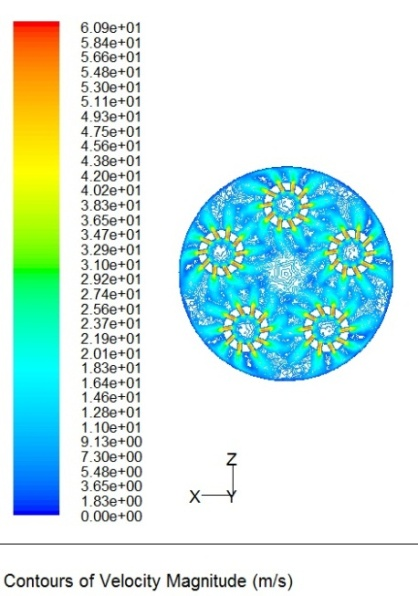 6.09e+01
5.84e+01
5.66e+01
5.48e+01
5.30e+01
5.11e+01
4.93e+01
4.75e+01
4.56e+01
4.38e+01
4.20e+01
4.02e+01
3.83e+01
3.65e+01
3.47e+01
3.29e+01
3.10e+01
2.92e+01
2.74e+01
2.56e+01
2.37e+01
2.19e+01
2.01e+01
1.83e+01
1.64e+01
1.46e+01
1.28e+01
1.10e+01
9.13e+00
7.30e+00
5.48e+00
3.65e+00
1.83e+00
0.00e+00
Z
X Y
Contours of Velocity Magnitude (m/s)